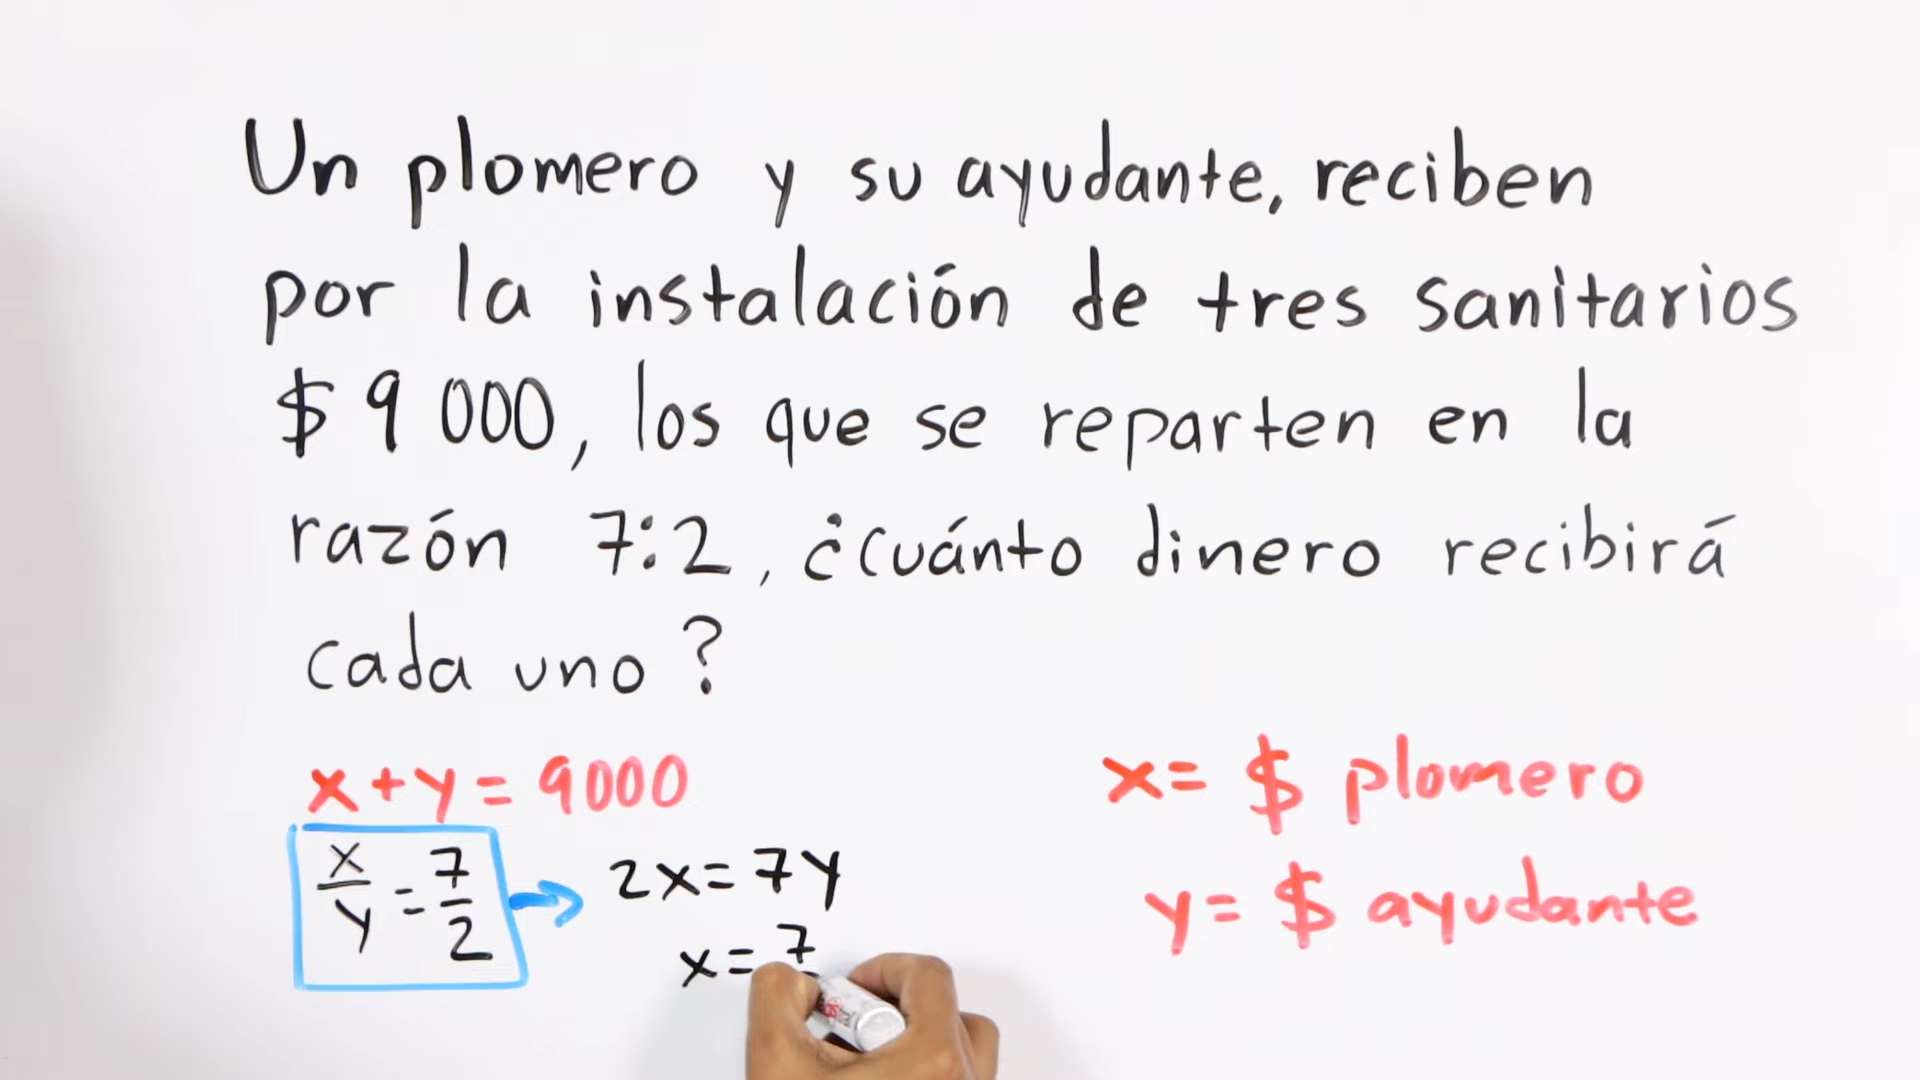 Un plomero y su ayudante, reciben
por la instalación de tres sanitarios
$ 9 000, los que se reparten en la
razón 7:2, ¿cuánto dinero recibirá
cada uno?
x+y=9000
x= $ plomero
x/y=7/2
2x=7y
y= $ ayudante
x=7